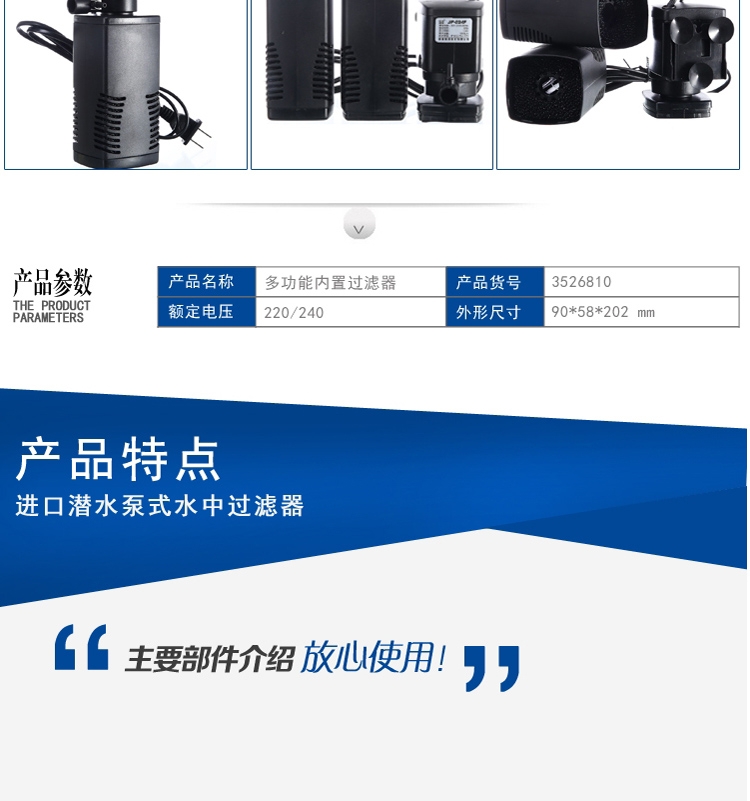 产品参数
THE PRODUCT
PARAMETERS
产品名称 多功能内置过滤器 产品货号 3526810
额定电压 220/240 外形尺寸 90*58*202 mm
产品特点
进口潜水泵式水中过滤器
“主要部件介绍 放心使用!”